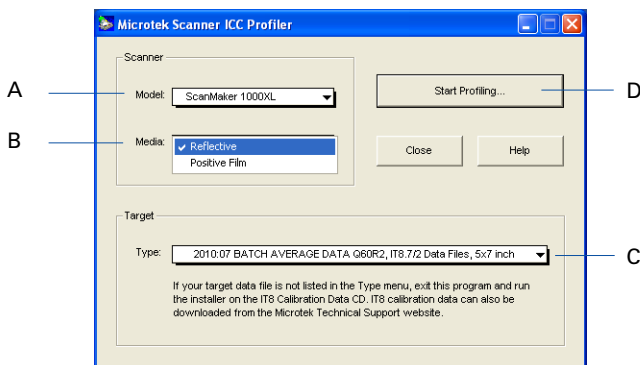 Microtek Scanner ICC Profiler
Scanner
A
Model: ScanMaker 1000XL
Start Profiling...
D
B
Media: ✓ Reflective
Positive Film
Close
Help
Target
Type: 2010:07 BATCH AVERAGE DATA Q60R2, IT8.7/2 Data Files, 5x7 inch
C
If your target data file is not listed in the Type menu, exit this program and run
the installer on the IT8 Calibration Data CD. IT8 calibration data can also be
downloaded from the Microtek Technical Support website.